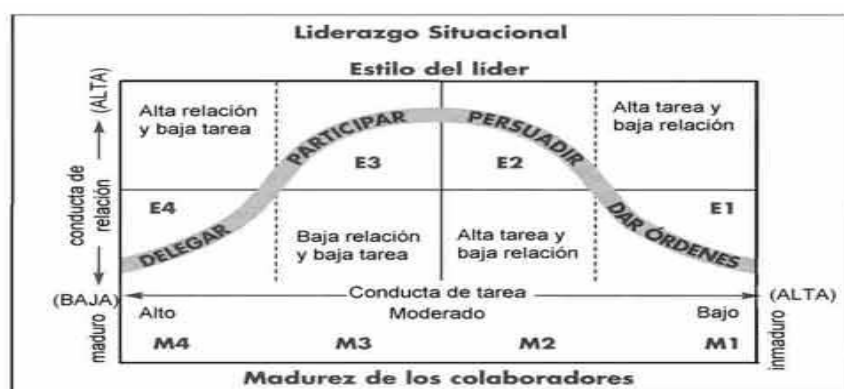 Liderazgo Situacional
Estilo del líder
(ALTA)
conducta de
relación
(BAJA)
Alta relación
y baja tarea
PARTICIPAR
E3
PERSUADIR
E2
Alta tarea y
baja relación
E4
DELEGAR
Baja relación
y baja tarea
Alta tarea y
baja relación
E1
DAR ÓRDENES
Conducta de tarea
(ALTA)
maduro
Alto
Moderado
Bajo
inmaduro
M4
M3
M2
M1
Madurez de los colaboradores